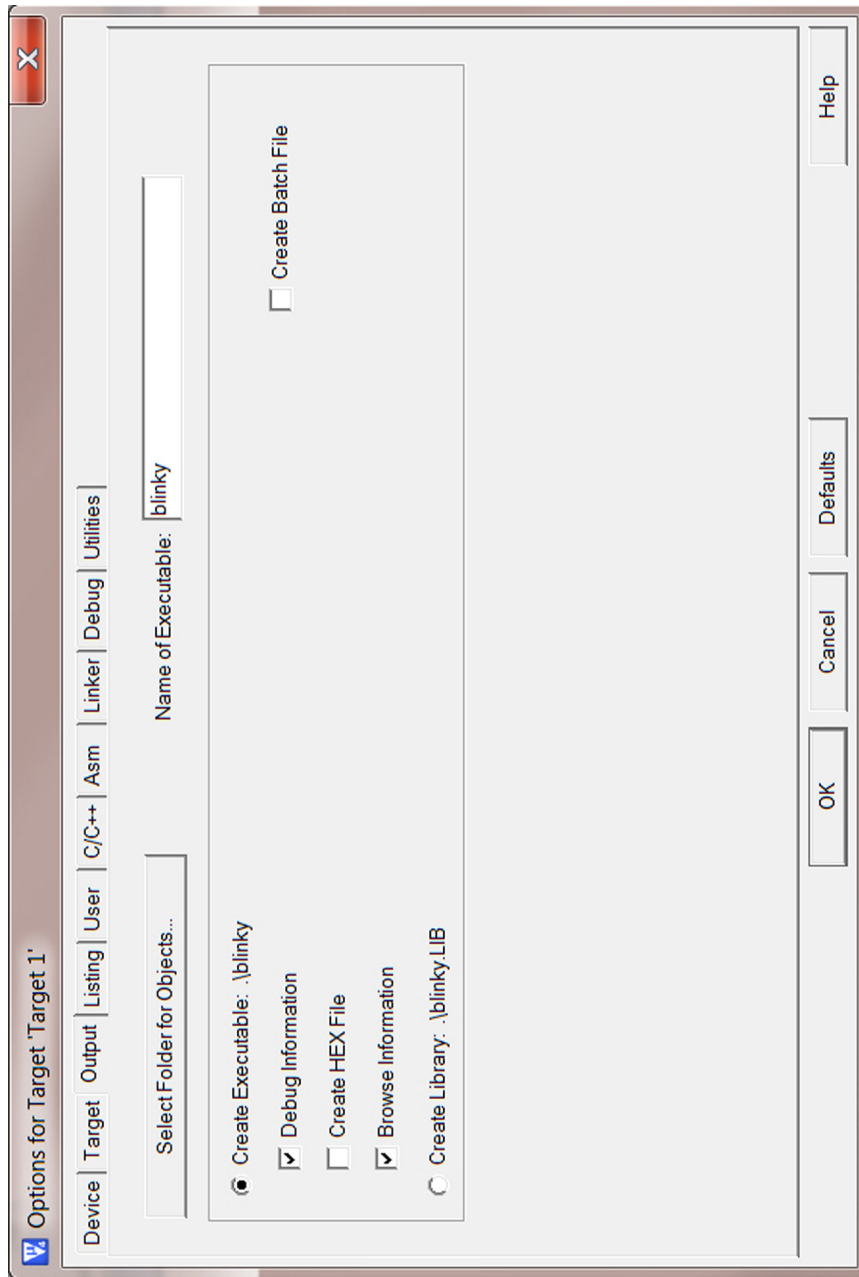 Options for Target 'Target 1'
Device Target Output Listing User C/C++ Asm Linker Debug Utilities
Select Folder for Objects... Name of Executable: blinky
Create Executable: .\blinky
Debug Information Create Batch File
Create HEX File
Browse Information
Create Library: .\blinky.LIB
OK Cancel Defaults Help